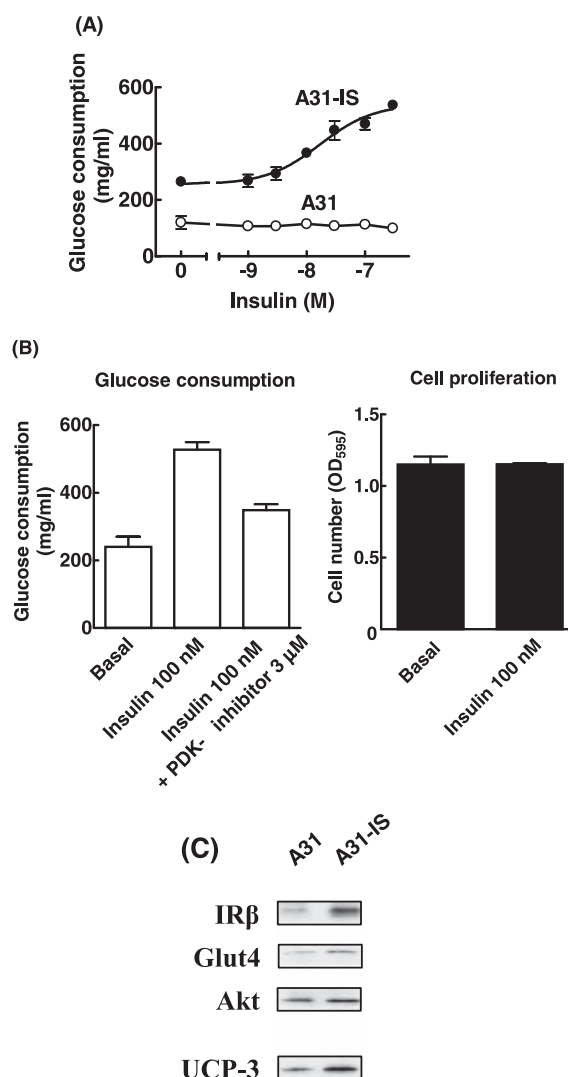 (A)
600
400
200
0
Glucose consumption
(mg/ml)
A31-IS
A31
0
-9
-8
-7
Insulin (M)
(B)
Glucose consumption
600
400
200
0
Glucose consumption
(mg/ml)
Basal
Insulin 100 nM
Insulin 100 nM
+ PDK- inhibitor 3 µM
Cell proliferation
1.5
1.0
0.5
0
Cell number (OD595)
Basal
Insulin 100 nM
(C)
A31
A31-IS
IRβ
Glut4
Akt
UCP-3